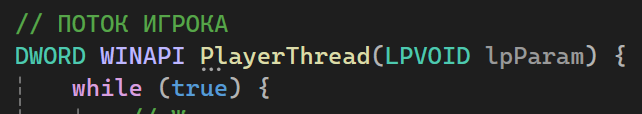 // ПОТОК ИГРОКА
DWORD WINAPI PlayerThread(LPVOID lpParam) {
while (true) {